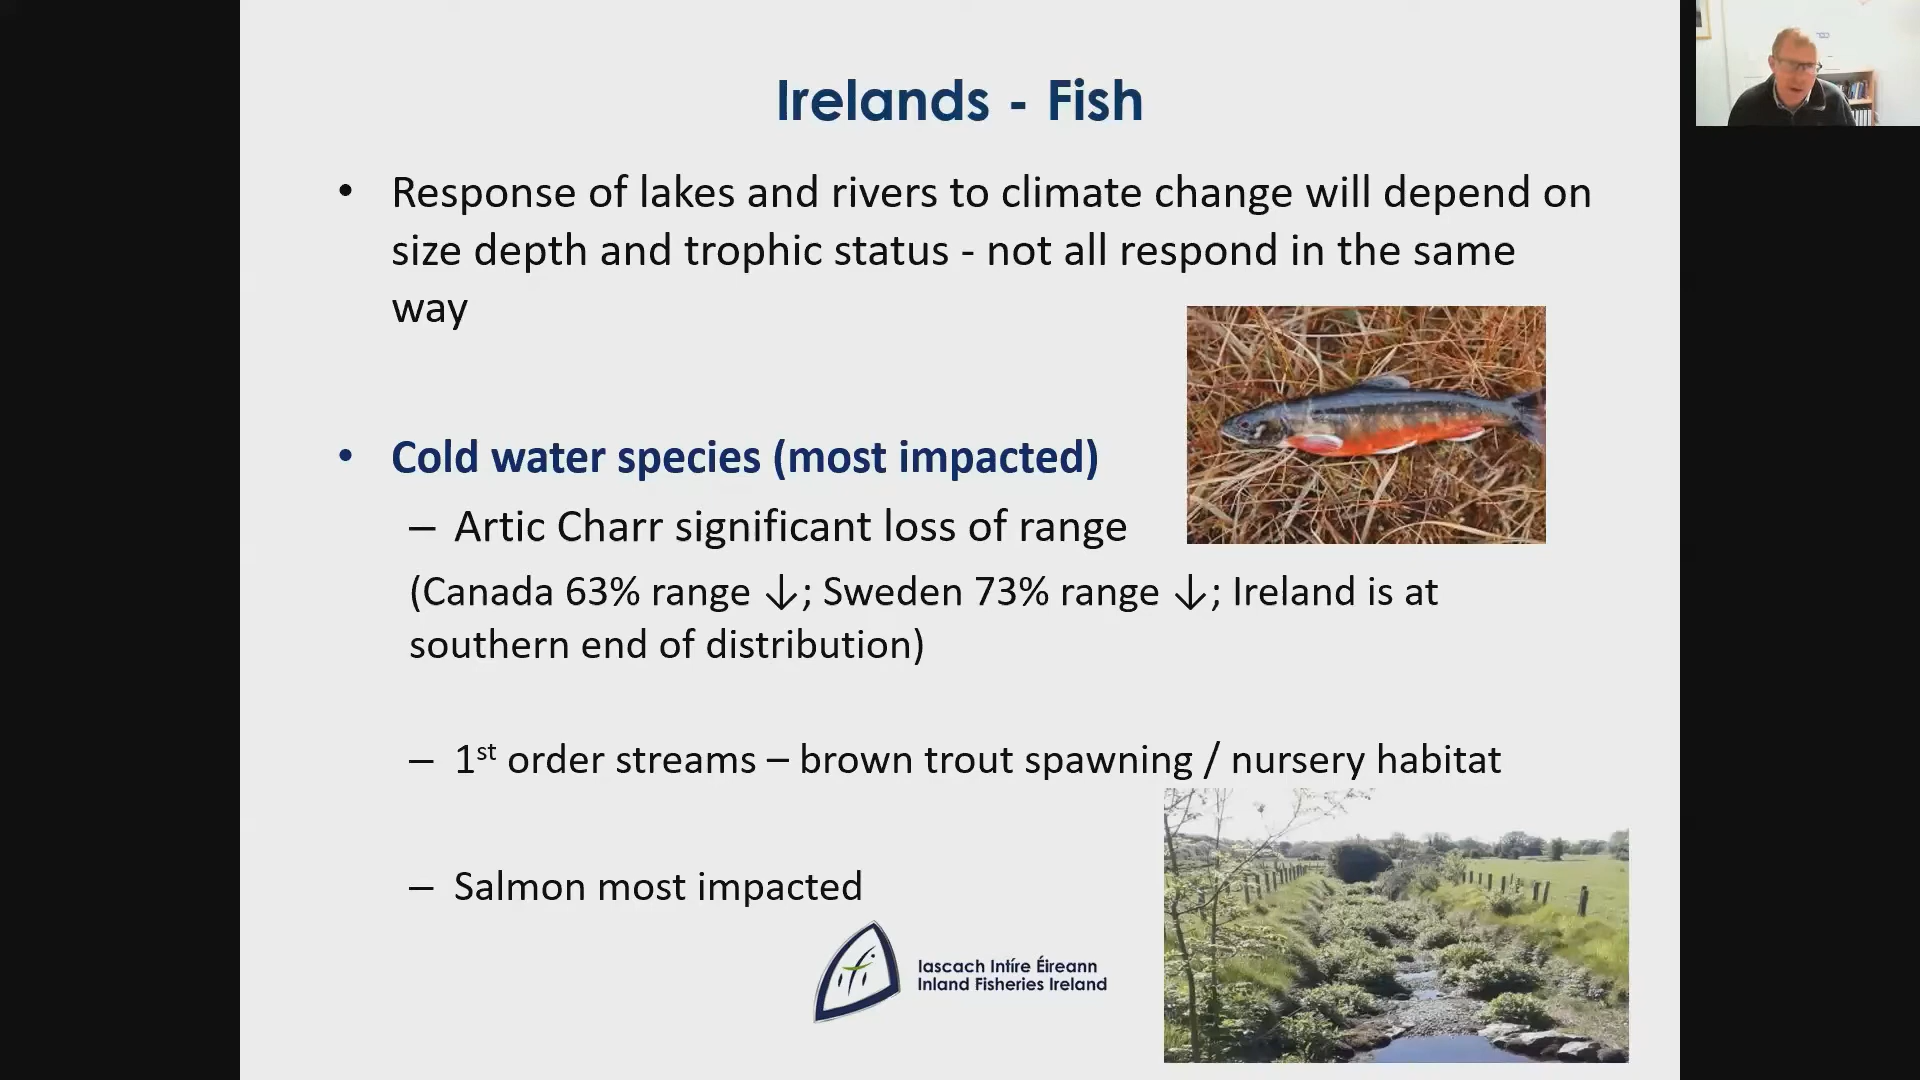 Irelands - Fish
• Response of lakes and rivers to climate change will depend on
size depth and trophic status - not all respond in the same
way
• Cold water species (most impacted)
– Artic Charr significant loss of range
(Canada 63% range ↓; Sweden 73% range ↓; Ireland is at
southern end of distribution)
– 1st order streams – brown trout spawning / nursery habitat
– Salmon most impacted
ifi
Iascach Intíre Éireann
Inland Fisheries Ireland